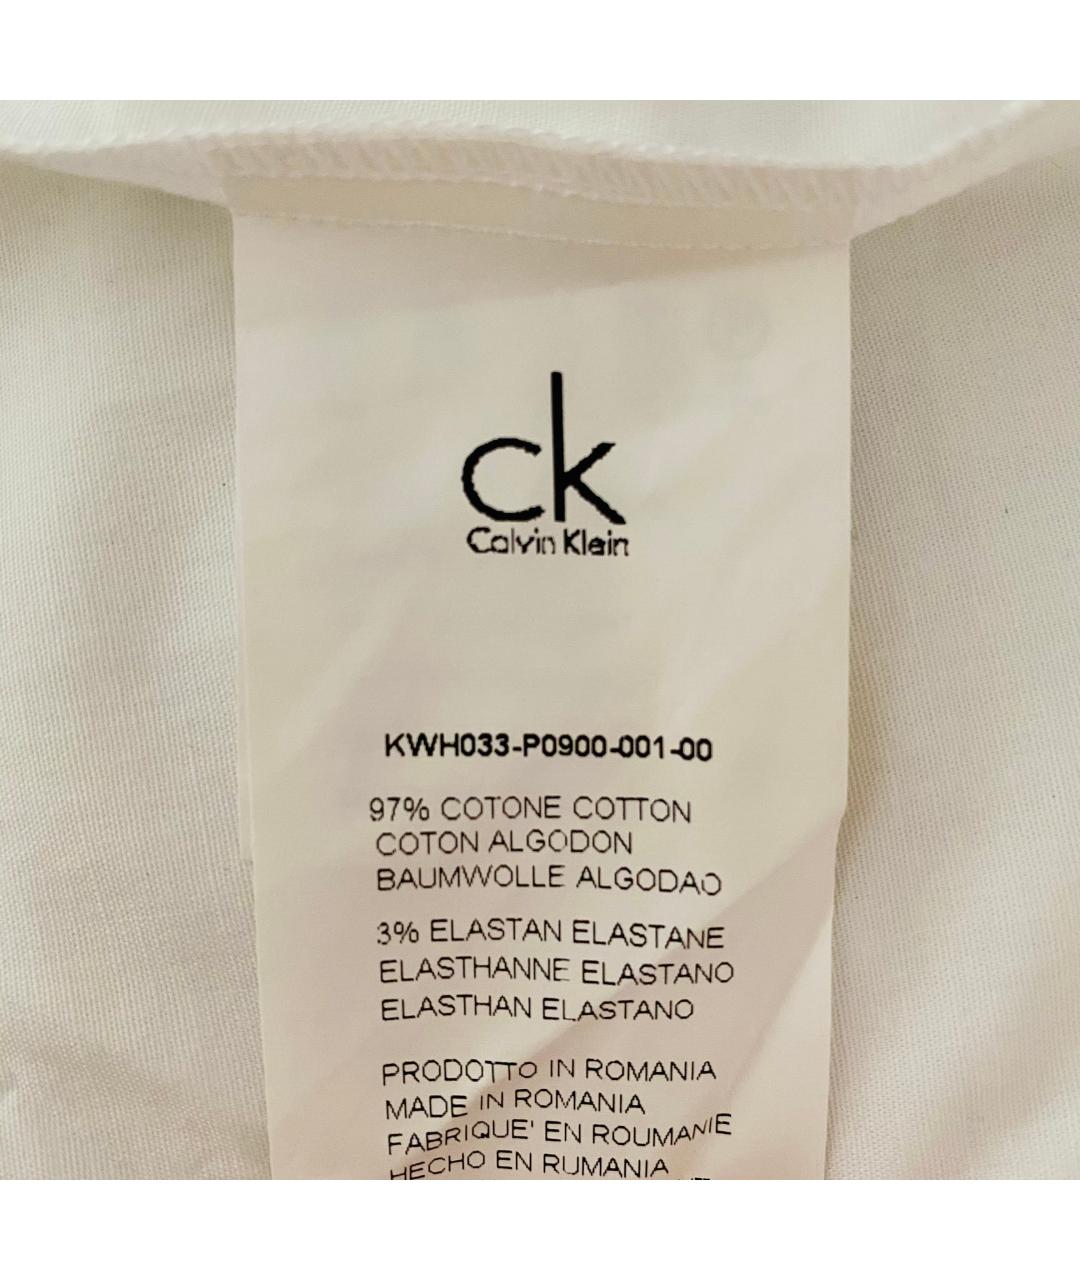 ck
Calvin Klein
KWH033-P0900-001-00
97% COTONE COTTON
COTON ALGODON
BAUMWOLLE ALGODAO
3% ELASTAN ELASTANE
ELASTHANNE ELASTANO
ELASTHAN ELASTANO
PRODOTTO IN ROMANIA
MADE IN ROMANIA
FABRIQUE' EN ROUMANIE
HECHO EN RUMANIA